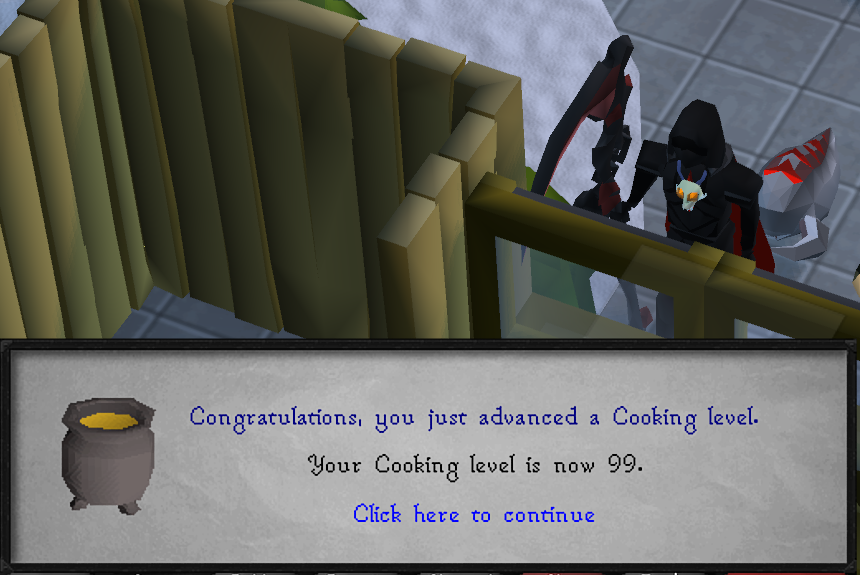 Congratulations, you just advanced a Cooking level.
Your Cooking level is now 99.
Click here to continue